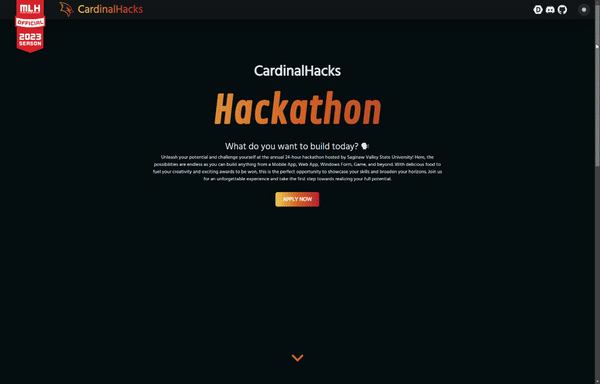 MLH
OFFICIAL
2023
SEASON
CardinalHacks
CardinalHacks
Hackathon
What do you want to build today?
Unleash your potential and challenge yourself at the annual 24-hour hackathon hosted by Saginaw Valley State University! Here, the
possibilities are endless as you can build anything from a Mobile App, Web App, Windows Form, Game, and beyond. With delicious food to
fuel your creativity and exciting awards to be won, this is the perfect opportunity to showcase your skills and broaden your horizons. Join us
for an unforgettable experience and take the first step towards realizing your full potential.
APPLY NOW